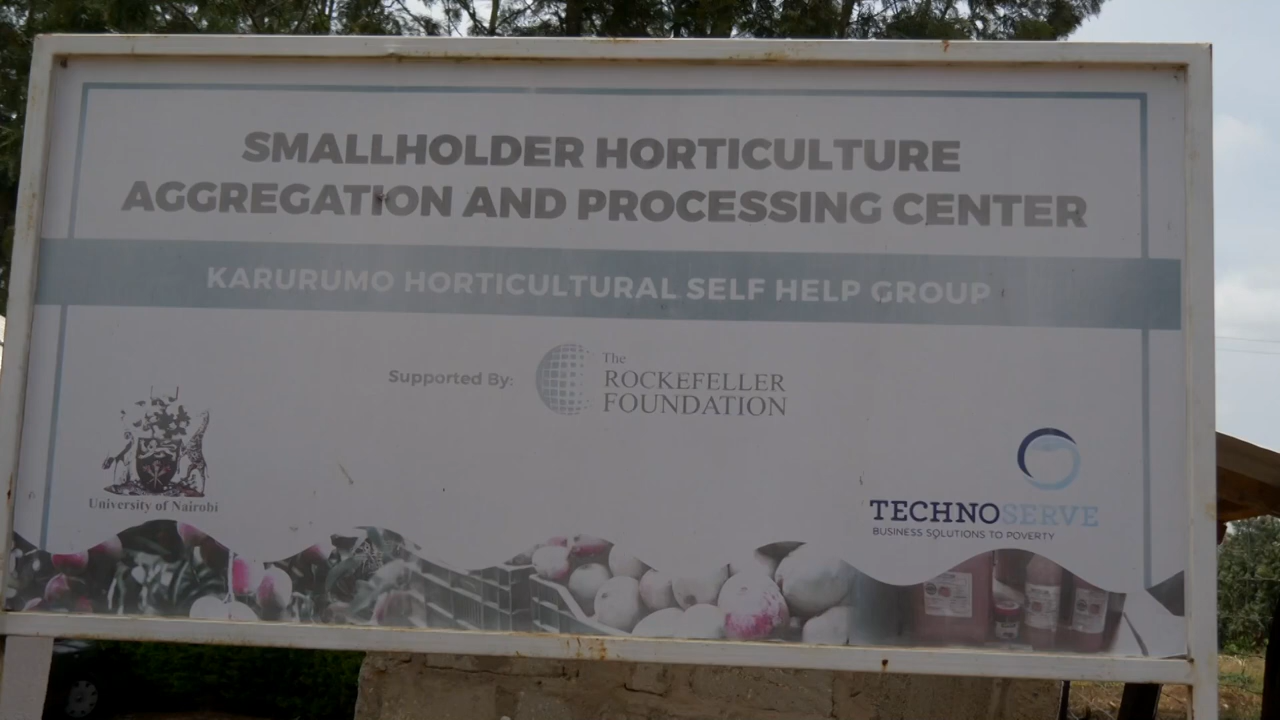 SMALLHOLDER HORTICULTURE
AGGREGATION AND PROCESSING CENTER
KARURUMO HORTICULTURAL SELF HELP GROUP
Supported By:
The
ROCKEFELLER
FOUNDATION
University of Nairobi
TECHNOSERVE
BUSINESS SOLUTIONS TO POVERTY